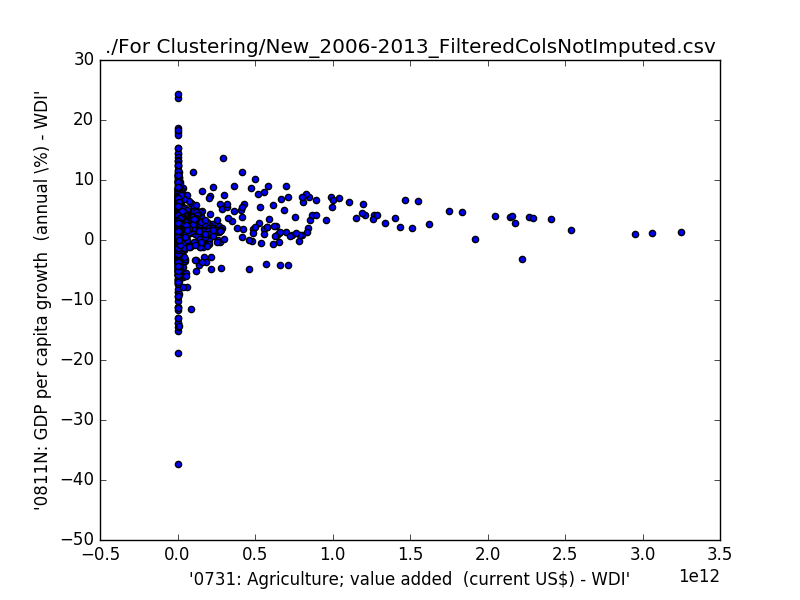 ./For Clustering/New_2006-2013_FilteredColsNotImputed.csv
30
20
10
0
−10
−20
−30
−40
−50
'0811N: GDP per capita growth  (annual \%) - WDI'
−0.5 0.0 0.5 1.0 1.5 2.0 2.5 3.0 3.5
1e12
'0731: Agriculture; value added  (current US$) - WDI'